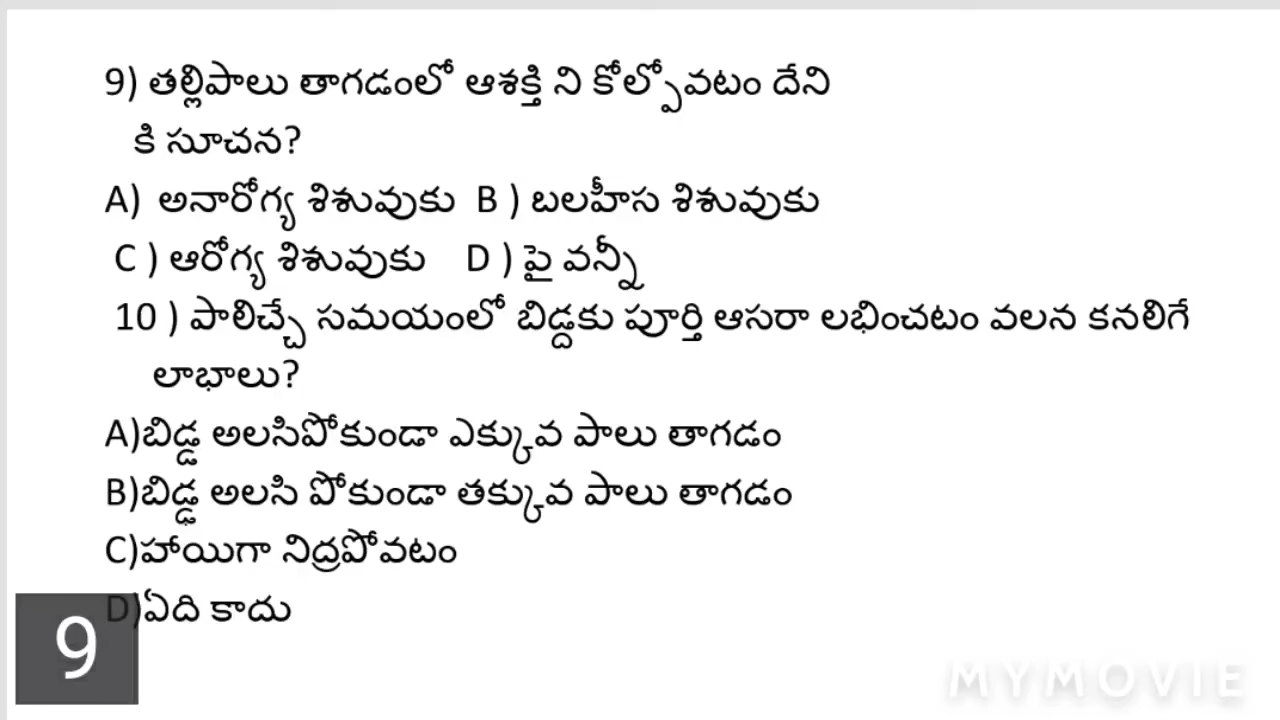 9) తల్లిపాలు తాగడంలో ఆశక్తి ని కోల్పోవటం దేని
కి సూచన?
A) అనారోగ్య శిశువుకు B ) బలహీస శిశువుకు
C ) ఆరోగ్య శిశువుకు D ) పై వన్నీ
10 ) పాలిచ్చే సమయంలో బిడ్డకు పూర్తి ఆసరా లభించటం వలన కనలిగే
లాభాలు?
A)బిడ్డ అలసిపోకుండా ఎక్కువ పాలు తాగడం
B)బిడ్డ అలసి పోకుండా తక్కువ పాలు తాగడం
C)హాయిగా నిద్రపోవటం
D)ఏది కాదు
9
MYMOVIE